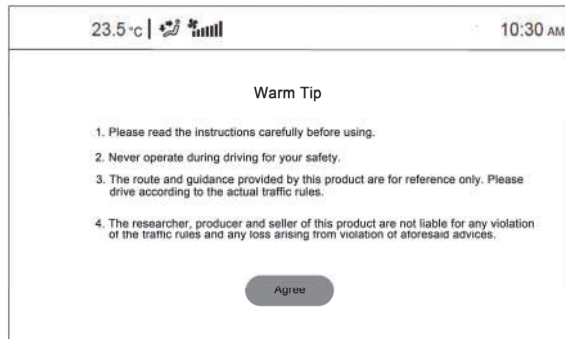 23.5 °C 10:30 AM
Warm Tip
1. Please read the instructions carefully before using.
2. Never operate during driving for your safety.
3. The route and guidance provided by this product are for reference only. Please
drive according to the actual traffic rules.
4. The researcher, producer and seller of this product are not liable for any violation
of the traffic rules and any loss arising from violation of aforesaid advices.
Agree